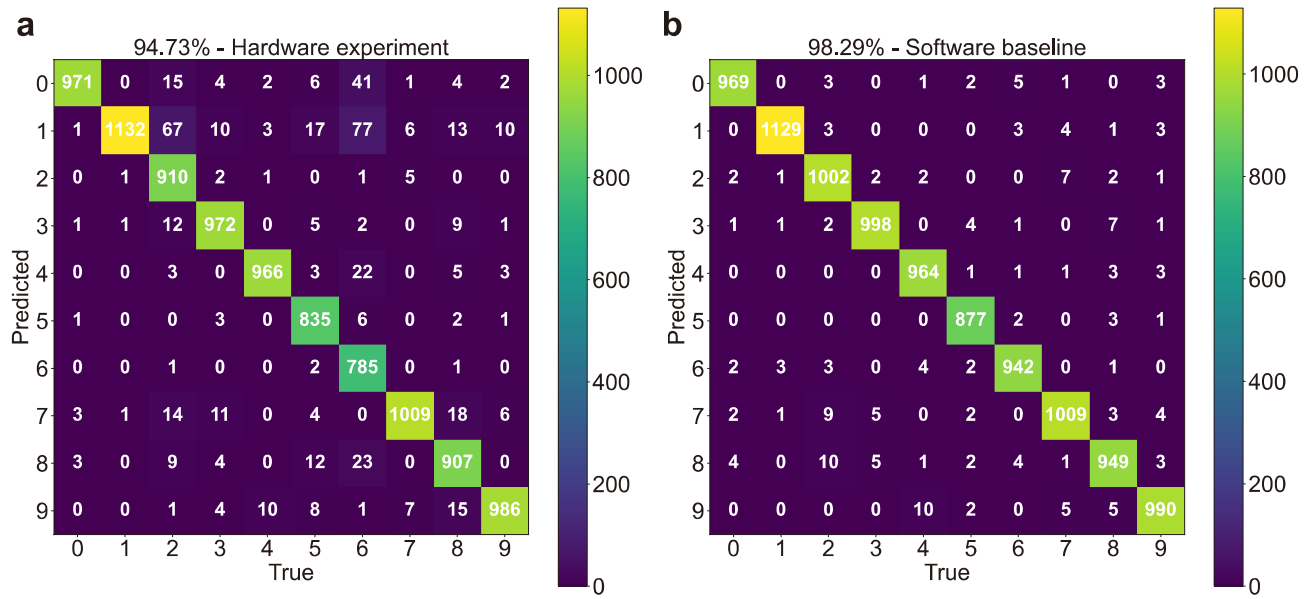 a
94.73% - Hardware experiment
Predicted
0 971 0 15 4 2 6 41 1 4 2
1 1 1132 67 10 3 17 77 6 13 10
2 0 1 910 2 1 0 1 5 0 0
3 1 1 12 972 0 5 2 0 9 1
4 0 0 3 0 966 3 22 0 5 3
5 1 0 0 3 0 835 6 0 2 1
6 0 0 1 0 0 2 785 0 1 0
7 3 1 14 11 0 4 0 1009 18 6
8 3 0 9 4 0 12 23 0 907 0
9 0 0 1 4 10 8 1 7 15 986
0 1 2 3 4 5 6 7 8 9
True
1000
800
600
400
200
0
b
98.29% - Software baseline
Predicted
0 969 0 3 0 1 2 5 1 0 3
1 0 1129 3 0 0 0 3 4 1 3
2 2 1 1002 2 2 0 0 7 2 1
3 1 1 2 998 0 4 1 0 7 1
4 0 0 0 0 964 1 1 1 3 3
5 0 0 0 0 0 877 2 0 3 1
6 2 3 3 0 4 2 942 0 1 0
7 2 1 9 5 0 2 0 1009 3 4
8 4 0 10 5 1 2 4 1 949 3
9 0 0 0 0 10 2 0 5 5 990
0 1 2 3 4 5 6 7 8 9
True
1000
800
600
400
200
0